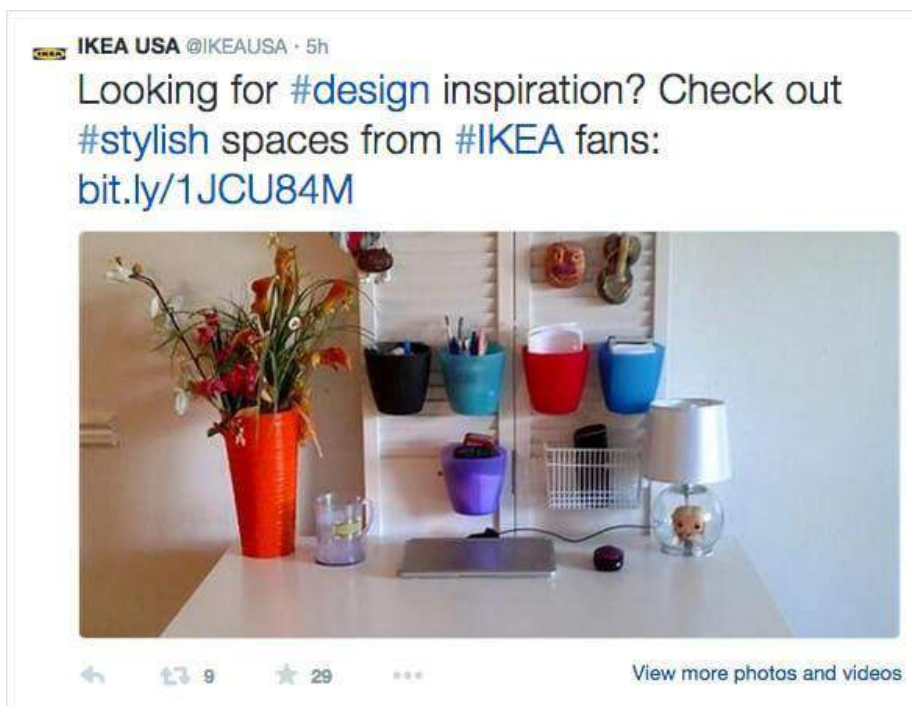 IKEA USA @IKEAUSA · 5h
Looking for #design inspiration? Check out
#stylish spaces from #IKEA fans:
bit.ly/1JCU84M
9 29 View more photos and videos